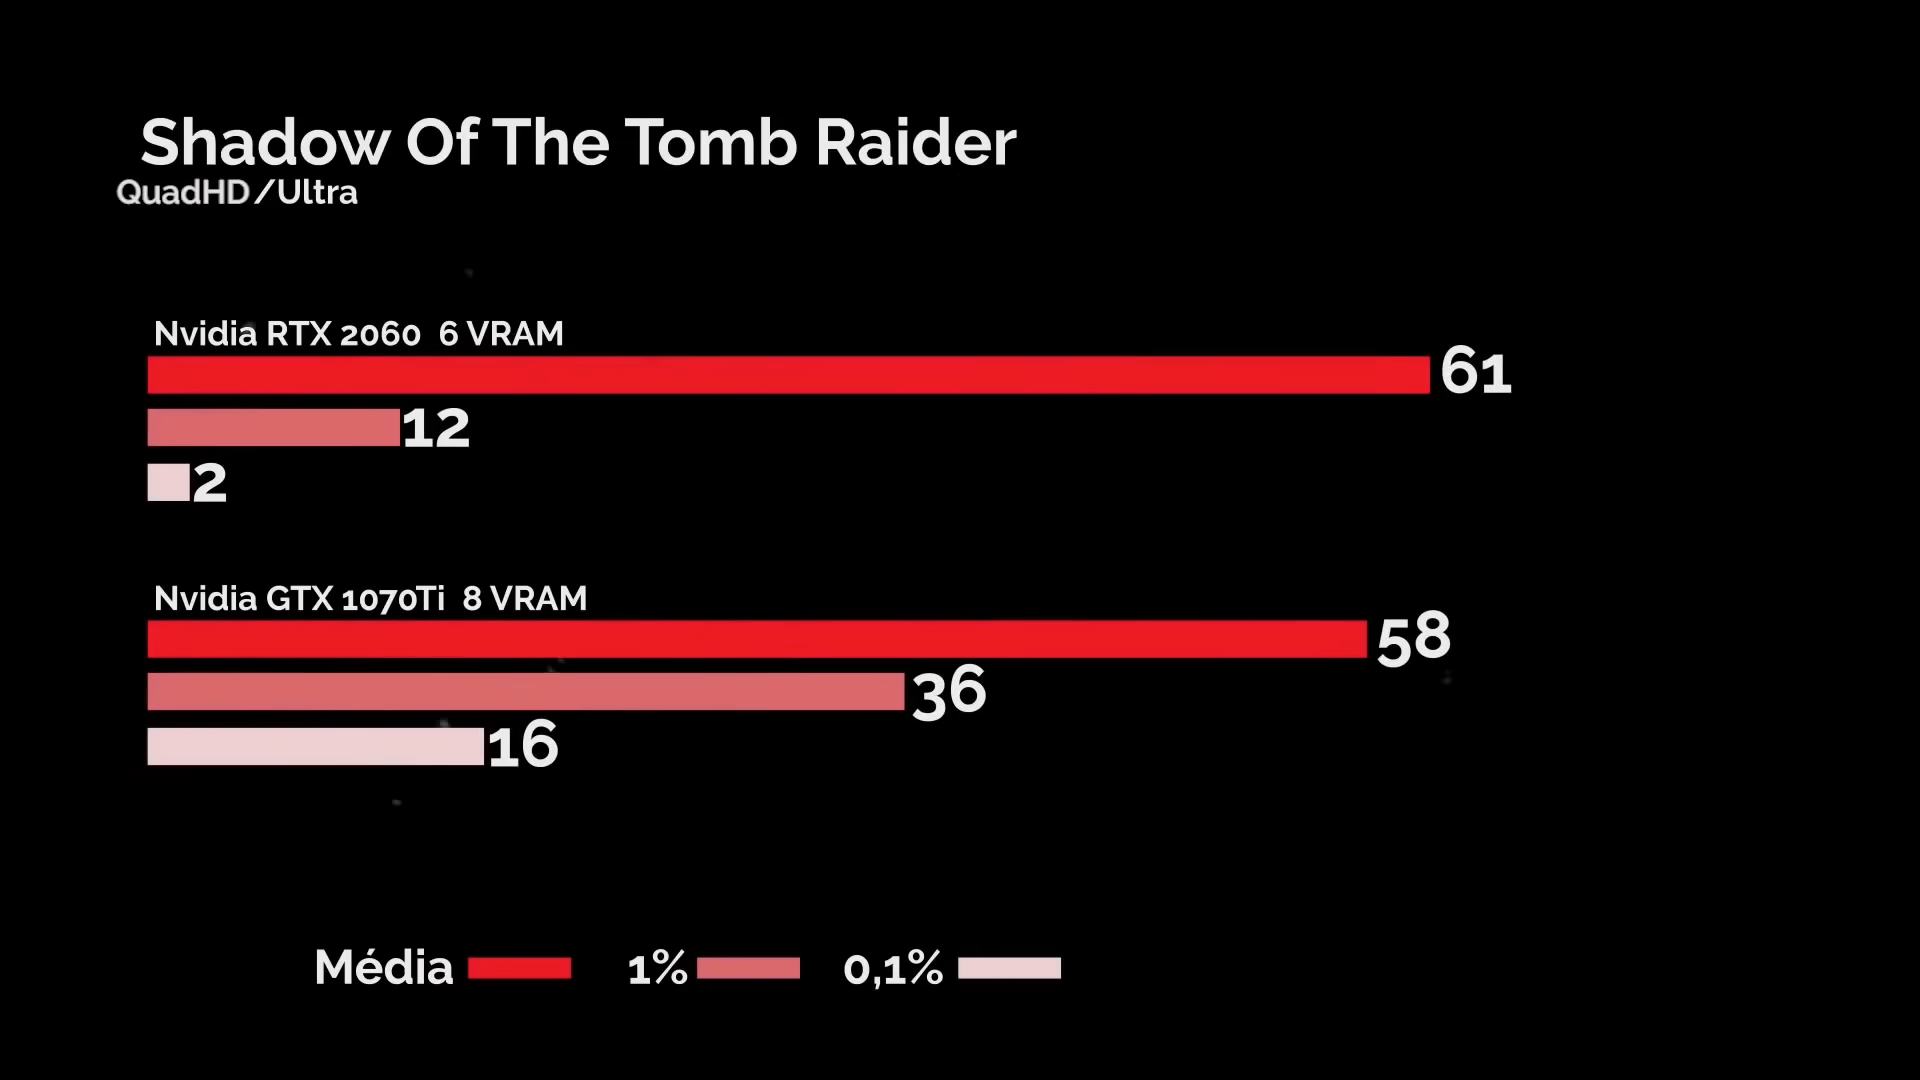 Shadow Of The Tomb Raider
QuadHD/Ultra
Nvidia RTX 2060 6 VRAM
61
12
2
Nvidia GTX 1070Ti 8 VRAM
58
36
16
Média 1% 0,1%